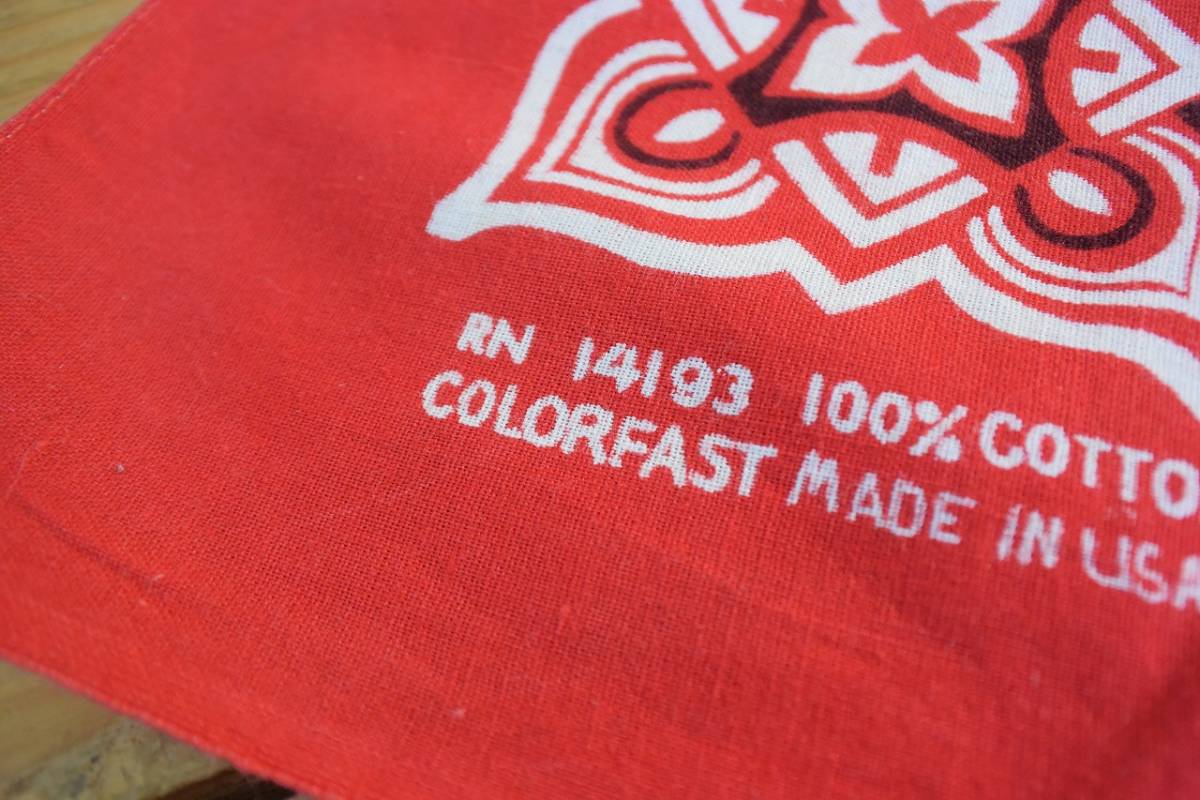 RN 14193 100% COTTO
COLORFAST MADE IN USA